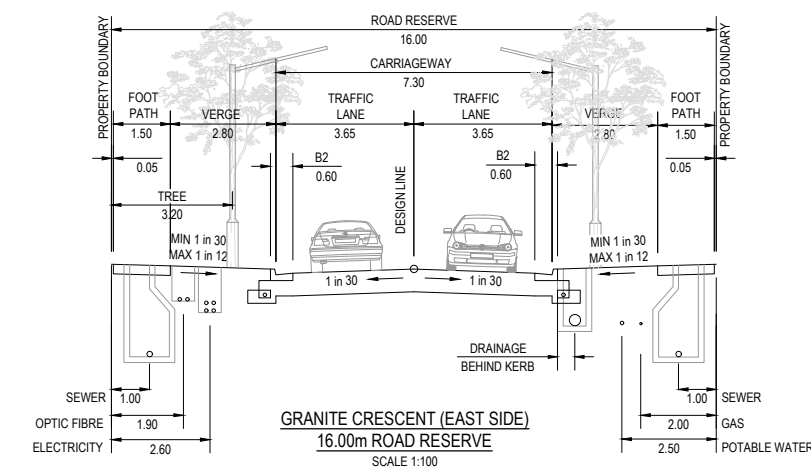 ROAD RESERVE
16.00
CARRIAGEWAY
7.30
PROPERTY BOUNDARY
FOOT
PATH
1.50
VERGE
2.80
TRAFFIC
LANE
3.65
TRAFFIC
LANE
3.65
VERGE
2.80
FOOT
PATH
1.50
PROPERTY BOUNDARY
0.05
B2
0.60
DESIGN LINE
B2
0.60
0.05
TREE
3.20
MIN 1 in 30
MAX 1 in 12
MIN 1 in 30
MAX 1 in 12
1 in 30
1 in 30
DRAINAGE
BEHIND KERB
SEWER
1.00
1.00
SEWER
OPTIC FIBRE
1.90
2.00
GAS
ELECTRICITY
2.60
2.50
POTABLE WATER
GRANITE CRESCENT (EAST SIDE)
16.00m ROAD RESERVE
SCALE 1:100